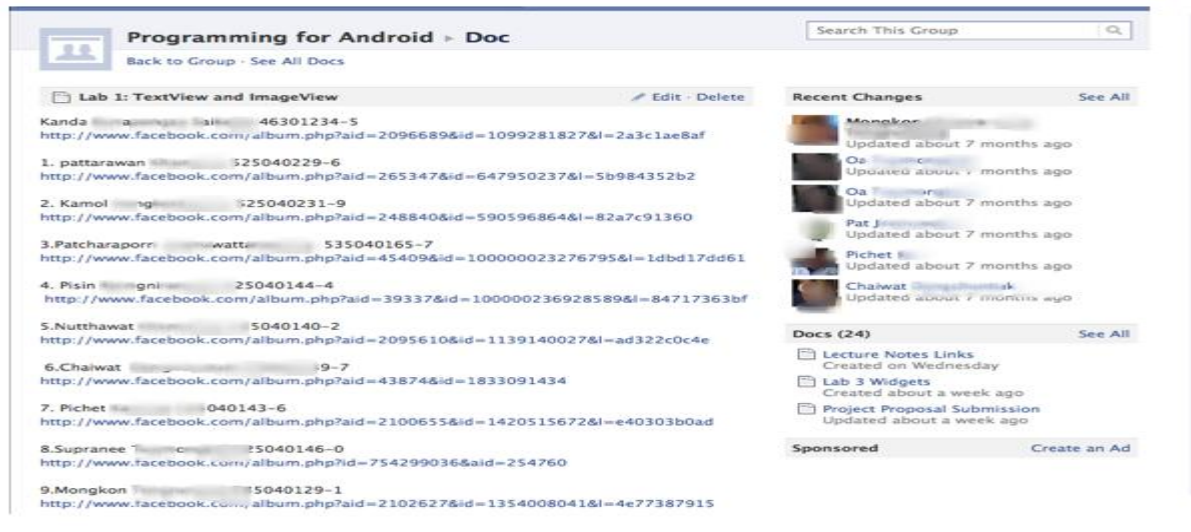 Programming for Android ▸ Doc
Back to Group · See All Docs
Search This Group
Lab 1: TextView and ImageView
Edit · Delete
Kanda 46301234-5
http://www.facebook.com/album.php?aid=2096689&id=1099281827&l=2a3c1ae8af
1. pattarawan 525040229-6
http://www.facebook.com/album.php?aid=265347&id=647950237&l=5b984352b2
2. Kamol 525040231-9
http://www.facebook.com/album.php?aid=248840&id=590596864&l=82a7c91360
3.Patcharaporn 535040165-7
http://www.facebook.com/album.php?aid=45409&id=100000023276795&l=1dbd17dd61
4. Pisin 25040144-4
http://www.facebook.com/album.php?aid=39337&id=100000236928589&l=84717363bf
5.Nutthawat 5040140-2
http://www.facebook.com/album.php?aid=2095610&id=1139140027&l=ad322c0c4e
6.Chaiwat 9-7
http://www.facebook.com/album.php?aid=43874&id=1833091434
7. Pichet 040143-6
http://www.facebook.com/album.php?aid=2100655&id=1420515672&l=e40303b0ad
8.Supranee 25040146-0
http://www.facebook.com/album.php?id=754299036&aid=254760
9.Mongkon 5040129-1
http://www.facebook.com/album.php?aid=2102627&id=1354008041&l=4e77387915
Recent Changes
See All
Mongkon
Updated about 7 months ago
Oa
Updated about 7 months ago
Oa
Updated about 7 months ago
Pat
Updated about 7 months ago
Pichet
Updated about 7 months ago
Chaiwat
Updated about 7 months ago
Docs (24)
See All
Lecture Notes Links
Created on Wednesday
Lab 3 Widgets
Created about a week ago
Project Proposal Submission
Updated about a week ago
Sponsored
Create an Ad